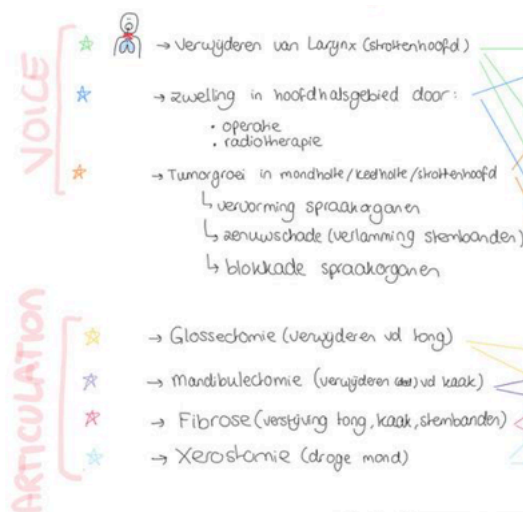 VOICE
→ Verwijderen van Larynx (strottenhoofd)
→ zwelling in hoofdhalsgebied door:
• operatie
• radiotherapie
→ Tumorgroei in mondholte/keelholte/strottenhoofd
↳ vervorming spraakorganen
↳ zenuwschade (verlamming stembanden)
↳ blokkade spraakorganen
ARTICULATION
→ Glossectomie (verwijderen vd tong)
→ Mandibulectomie (verwijderen (deel) vd kaak)
→ Fibrose (verstijving tong, kaak, stembanden)
→ Xerostomie (droge mond)